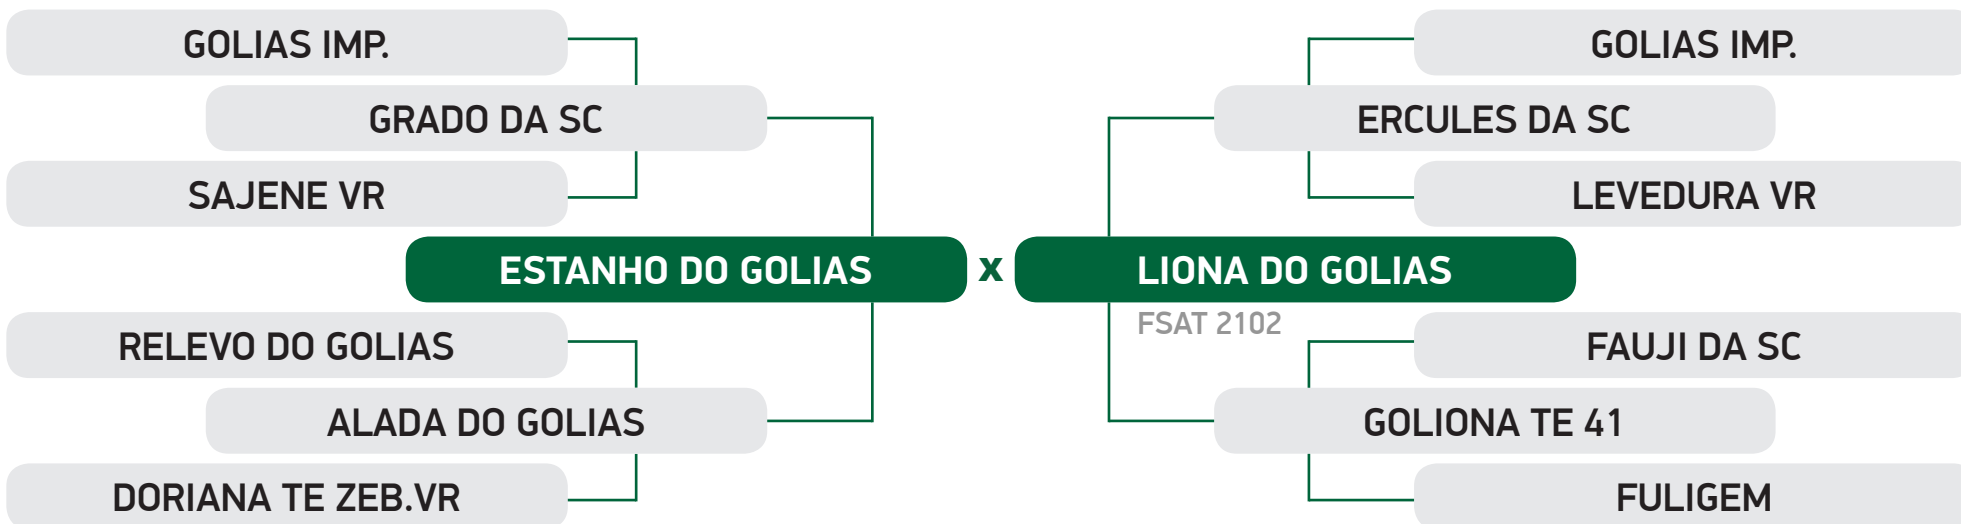 GOLIAS IMP.
GRADO DA SC
SAJENE VR
ESTANHO DO GOLIAS
RELEVO DO GOLIAS
ALADA DO GOLIAS
DORIANA TE ZEB.VR
x
GOLIAS IMP.
ERCULES DA SC
LEVEDURA VR
LIONA DO GOLIAS
FSAT 2102
FAUJI DA SC
GOLIONA TE 41
FULIGEM